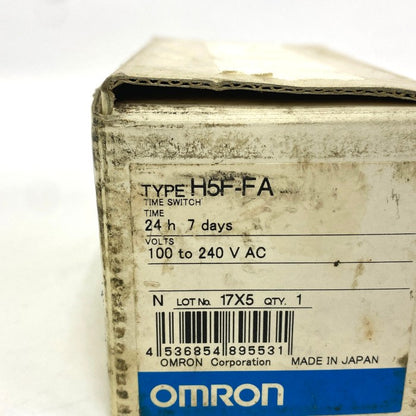 TYPE H5F-FA
TIME SWITCH
TIME
24 h 7 days
VOLTS
100 to 240 V AC
N LOT No. 17X5 QTY. 1
4 536854 895531
OMRON Corporation MADE IN JAPAN
OMRON